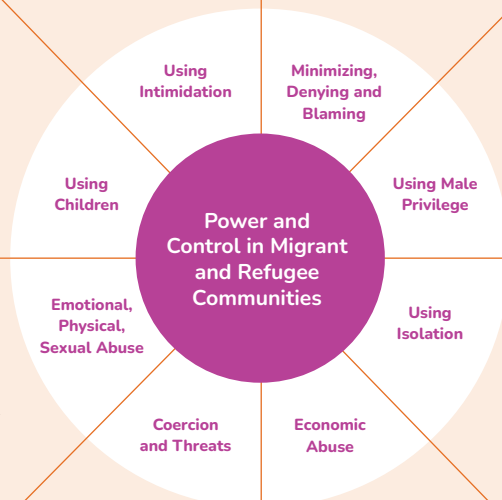 Using
Intimidation
Minimizing,
Denying and
Blaming
Using Male
Privilege
Using
Isolation
Economic
Abuse
Coercion
and Threats
Emotional,
Physical,
Sexual Abuse
Using
Children
Power and
Control in Migrant
and Refugee
Communities